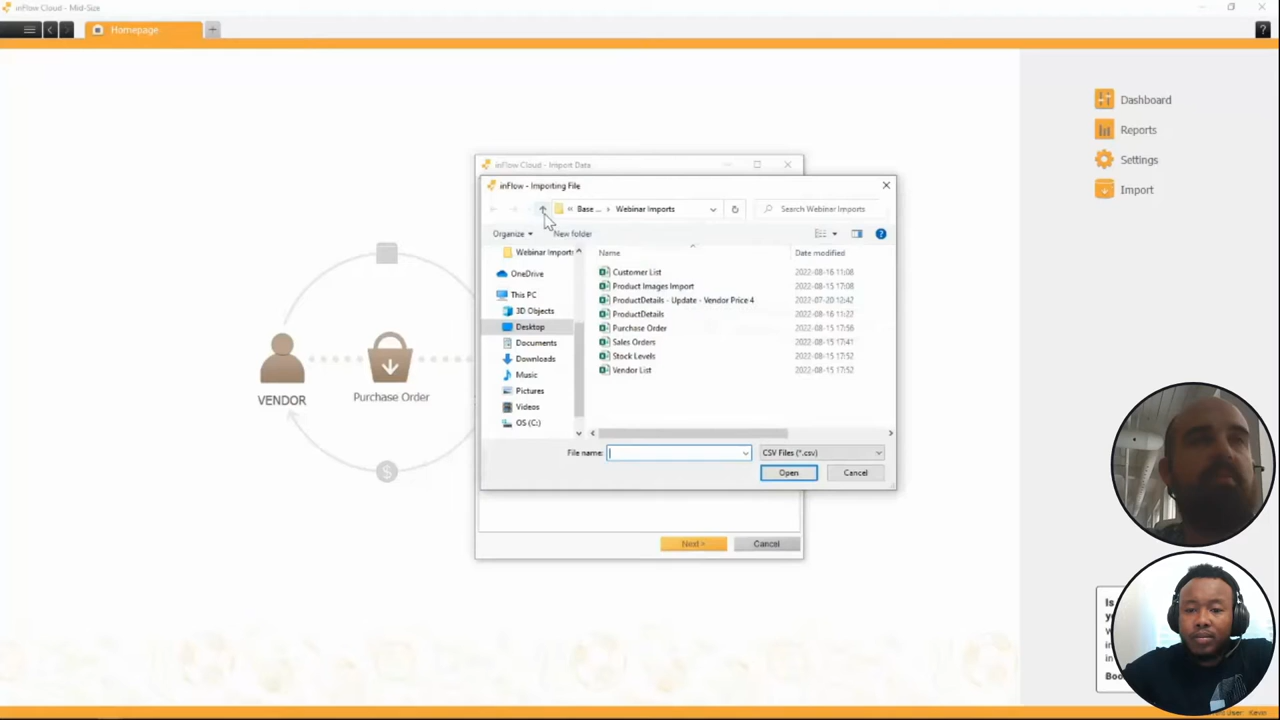 inFlow Cloud - Mid-Size
Homepage
Dashboard
Reports
Settings
Import
inFlow Cloud - Import Data
inFlow - Importing File
« Base ... › Webinar Imports
Search Webinar Imports
Organize
New folder
Webinar Imports
OneDrive
This PC
3D Objects
Desktop
Documents
Downloads
Music
Pictures
Videos
OS (C:)
Name
Date modified
Customer List
2022-08-16 11:08
Product Images Import
2022-08-15 17:08
ProductDetails - Update - Vendor Price 4
2022-07-20 12:42
ProductDetails
2022-08-16 11:22
Purchase Order
2022-08-15 17:56
Sales Orders
2022-08-15 17:41
Stock Levels
2022-08-15 17:52
Vendor List
2022-08-15 17:52
File name:
CSV Files (*.csv)
Open
Cancel
VENDOR
Purchase Order
$
Next >
Cancel
Is
User: Kevin